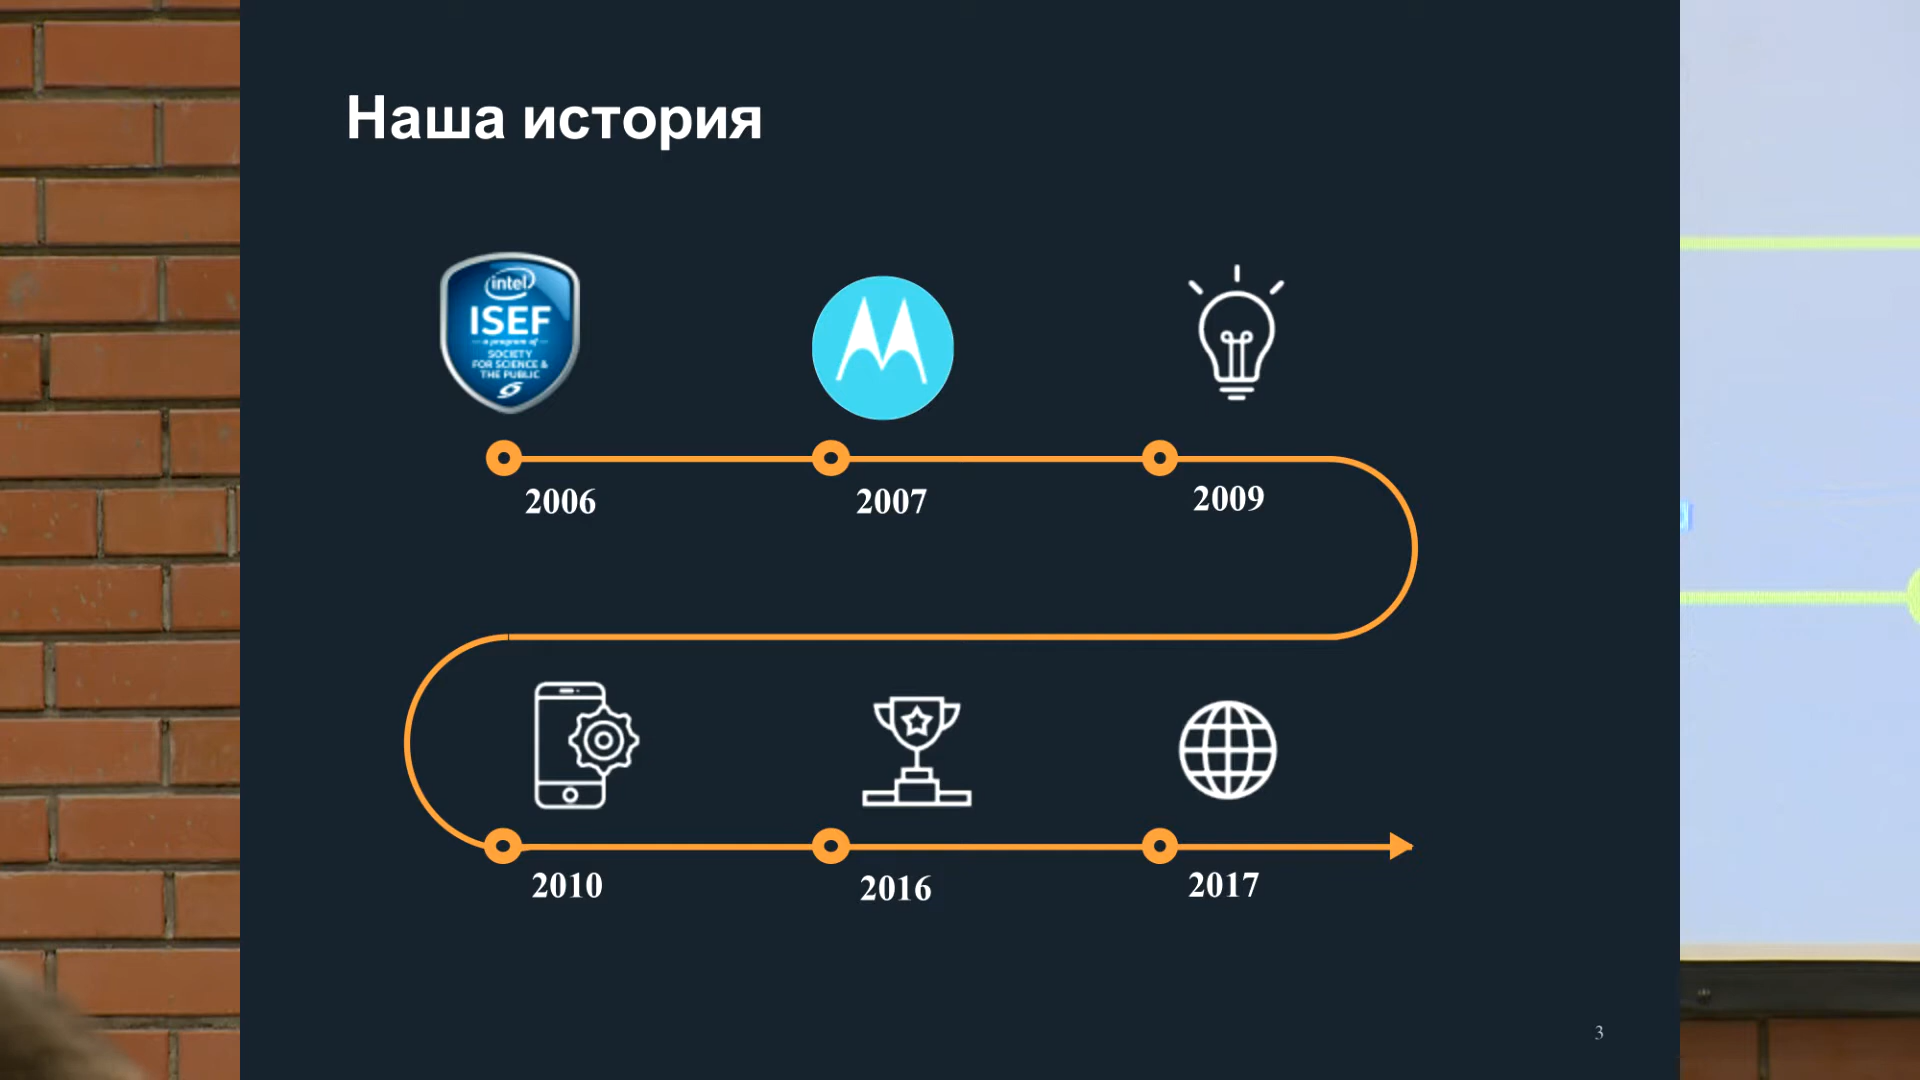 Наша история
intel
ISEF
a program of
SOCIETY
FOR SCIENCE &
THE PUBLIC
2006
2007
2009
2010
2016
2017
3